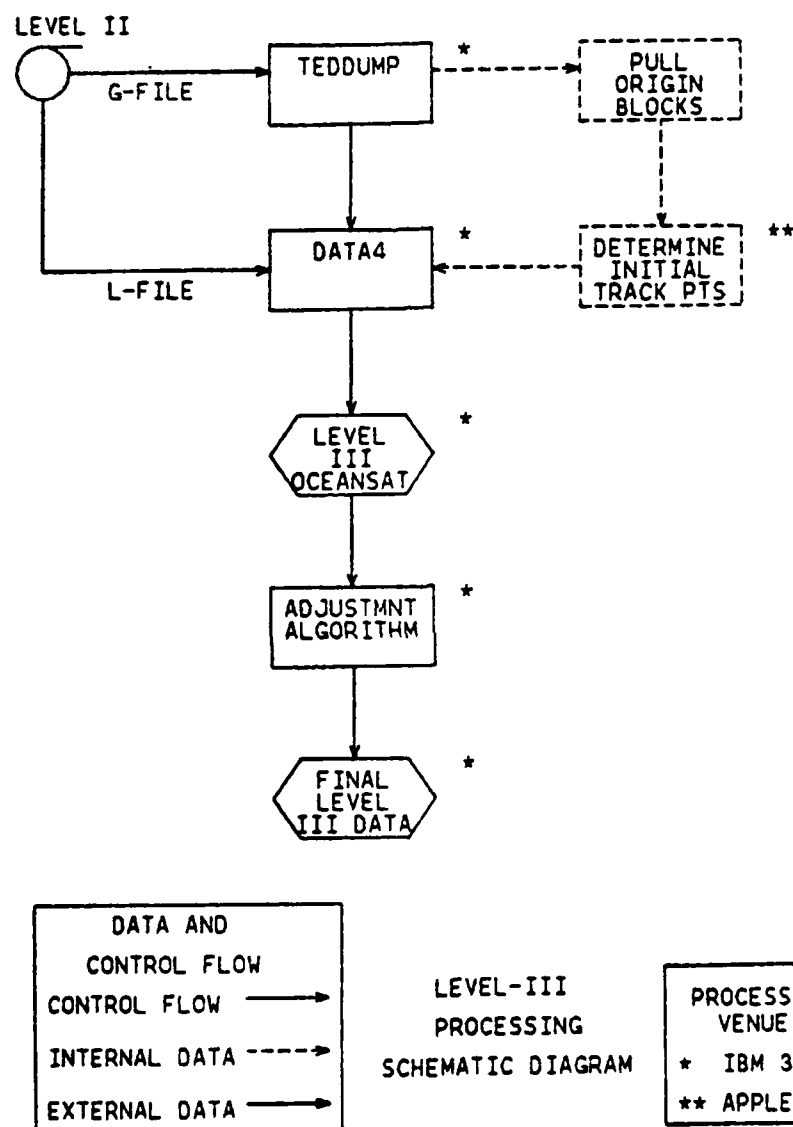 LEVEL II
G-FILE
TEDDUMP
*
PULL
ORIGIN
BLOCKS
L-FILE
DATA4
*
DETERMINE
INITIAL
TRACK PTS
**
LEVEL
III
OCEANSAT
*
ADJUSTMNT
ALGORITHM
*
FINAL
LEVEL
III DATA
*
DATA AND
CONTROL FLOW
CONTROL FLOW
INTERNAL DATA
EXTERNAL DATA
LEVEL-III
PROCESSING
SCHEMATIC DIAGRAM
PROCESS
VENUE
* IBM 3
** APPLE